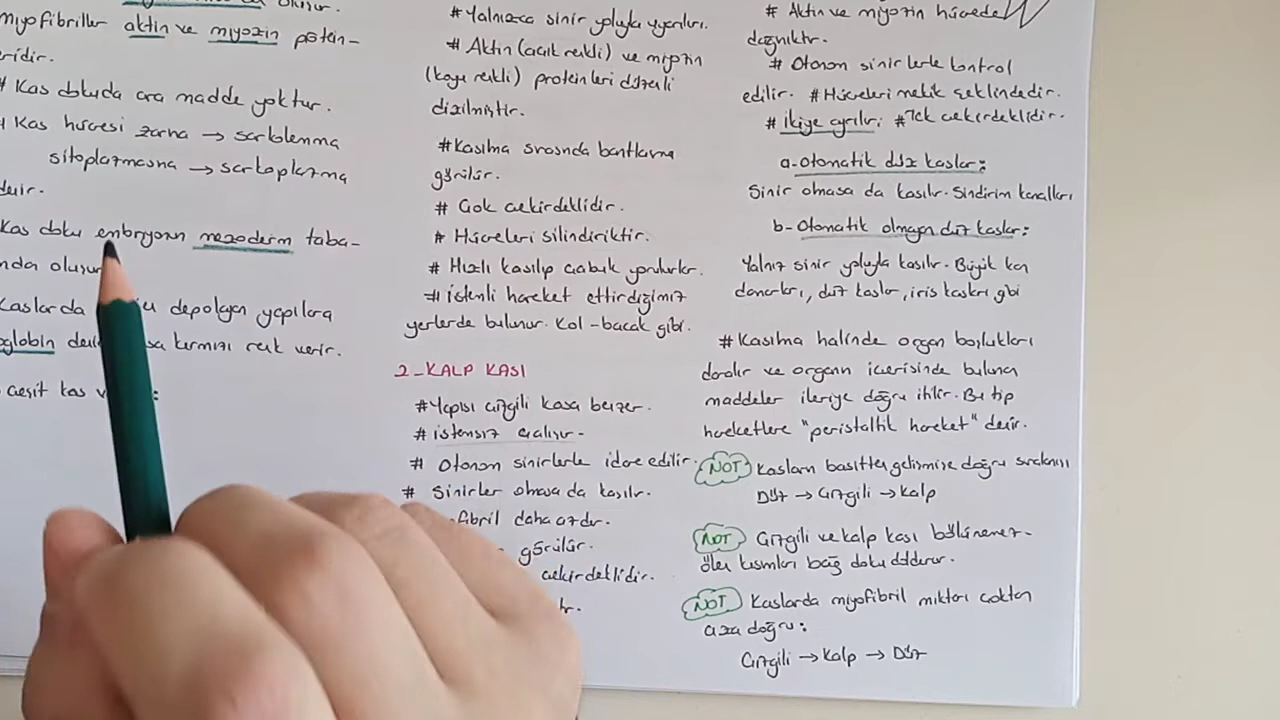 oluşur.
miyofibriller aktin ve miyozin protein-
eridir.
# Kas dokuda ara madde yoktur.
# Kas hücresi zarına → sarkolemma
sitoplazmasına → sarkoplazma
denir.
Kas doku embriyonun mezoderm taba-
ndan oluşur
Kaslarda depolayan yapılara
oglobin kırmızı renk verir.
çeşit kas
# Yalnızca sinir yoluyla uyarılır.
# Aktin (açık renkli) ve miyozin
(koyu renkli) proteinleri düzenli
dizilmiştir.
# Kasılma sırasında bantlaşma
görülür.
# Çok çekirdeklidir.
# Hücreleri silindiriktir.
# Hızlı kasılıp çabuk yorulurlar.
# İstemli hareket ettirdiğimiz
yerlerde bulunur. Kol-bacak gibi.
2-KALP KASI
# Yapısı çizgili kasa benzer.
# İstemsiz çalışır.
# Otonom sinirlerle idare edilir.
# Sinirler olmasa da kasılır.
fibril daha azdır.
görülür.
çekirdeklidir.
# Aktin ve miyozin hücrede
dağınıktır.
# Otonom sinirlerle kontrol
edilir. # Hücreleri mekik şeklindedir.
# İkiye ayrılır: # Tek çekirdeklidir.
a-Otomatik düz kaslar:
Sinir olmasa da kasılır. Sindirim kanalları
b-Otomatik olmayan düz kaslar:
Yalnız sinir yoluyla kasılır. Büyük kan
damarları, düz kaslar, iris kasları gibi
# Kasılma halinde organ boşlukları
daralır ve organın içerisinde bulunan
maddeler ileriye doğru itilir. Bu tip
hareketlere "peristaltik hareket" denir.
NOT Kasların basitten gelişmişe doğru sıralanışı
Düz → Çizgili → Kalp
NOT Çizgili ve kalp kası bölünemez.
Ölen kısımları bağ doku doldurur.
NOT Kaslarda miyofibril miktarı çoktan
aza doğru:
Çizgili → Kalp → Düz